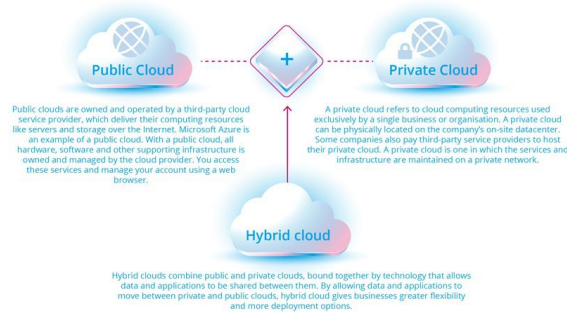 Public Cloud
Public clouds are owned and operated by a third-party cloud
service provider, which deliver their computing resources
like servers and storage over the Internet. Microsoft Azure is
an example of a public cloud. With a public cloud, all
hardware, software and other supporting infrastructure is
owned and managed by the cloud provider. You access
these services and manage your account using a web
browser.
+
Private Cloud
A private cloud refers to cloud computing resources used
exclusively by a single business or organisation. A private cloud
can be physically located on the company's on-site datacenter.
Some companies also pay third-party service providers to host
their private cloud. A private cloud is one in which the services and
infrastructure are maintained on a private network.
Hybrid cloud
Hybrid clouds combine public and private clouds, bound together by technology that allows
data and applications to be shared between them. By allowing data and applications to
move between private and public clouds, hybrid cloud gives businesses greater flexibility
and more deployment options.